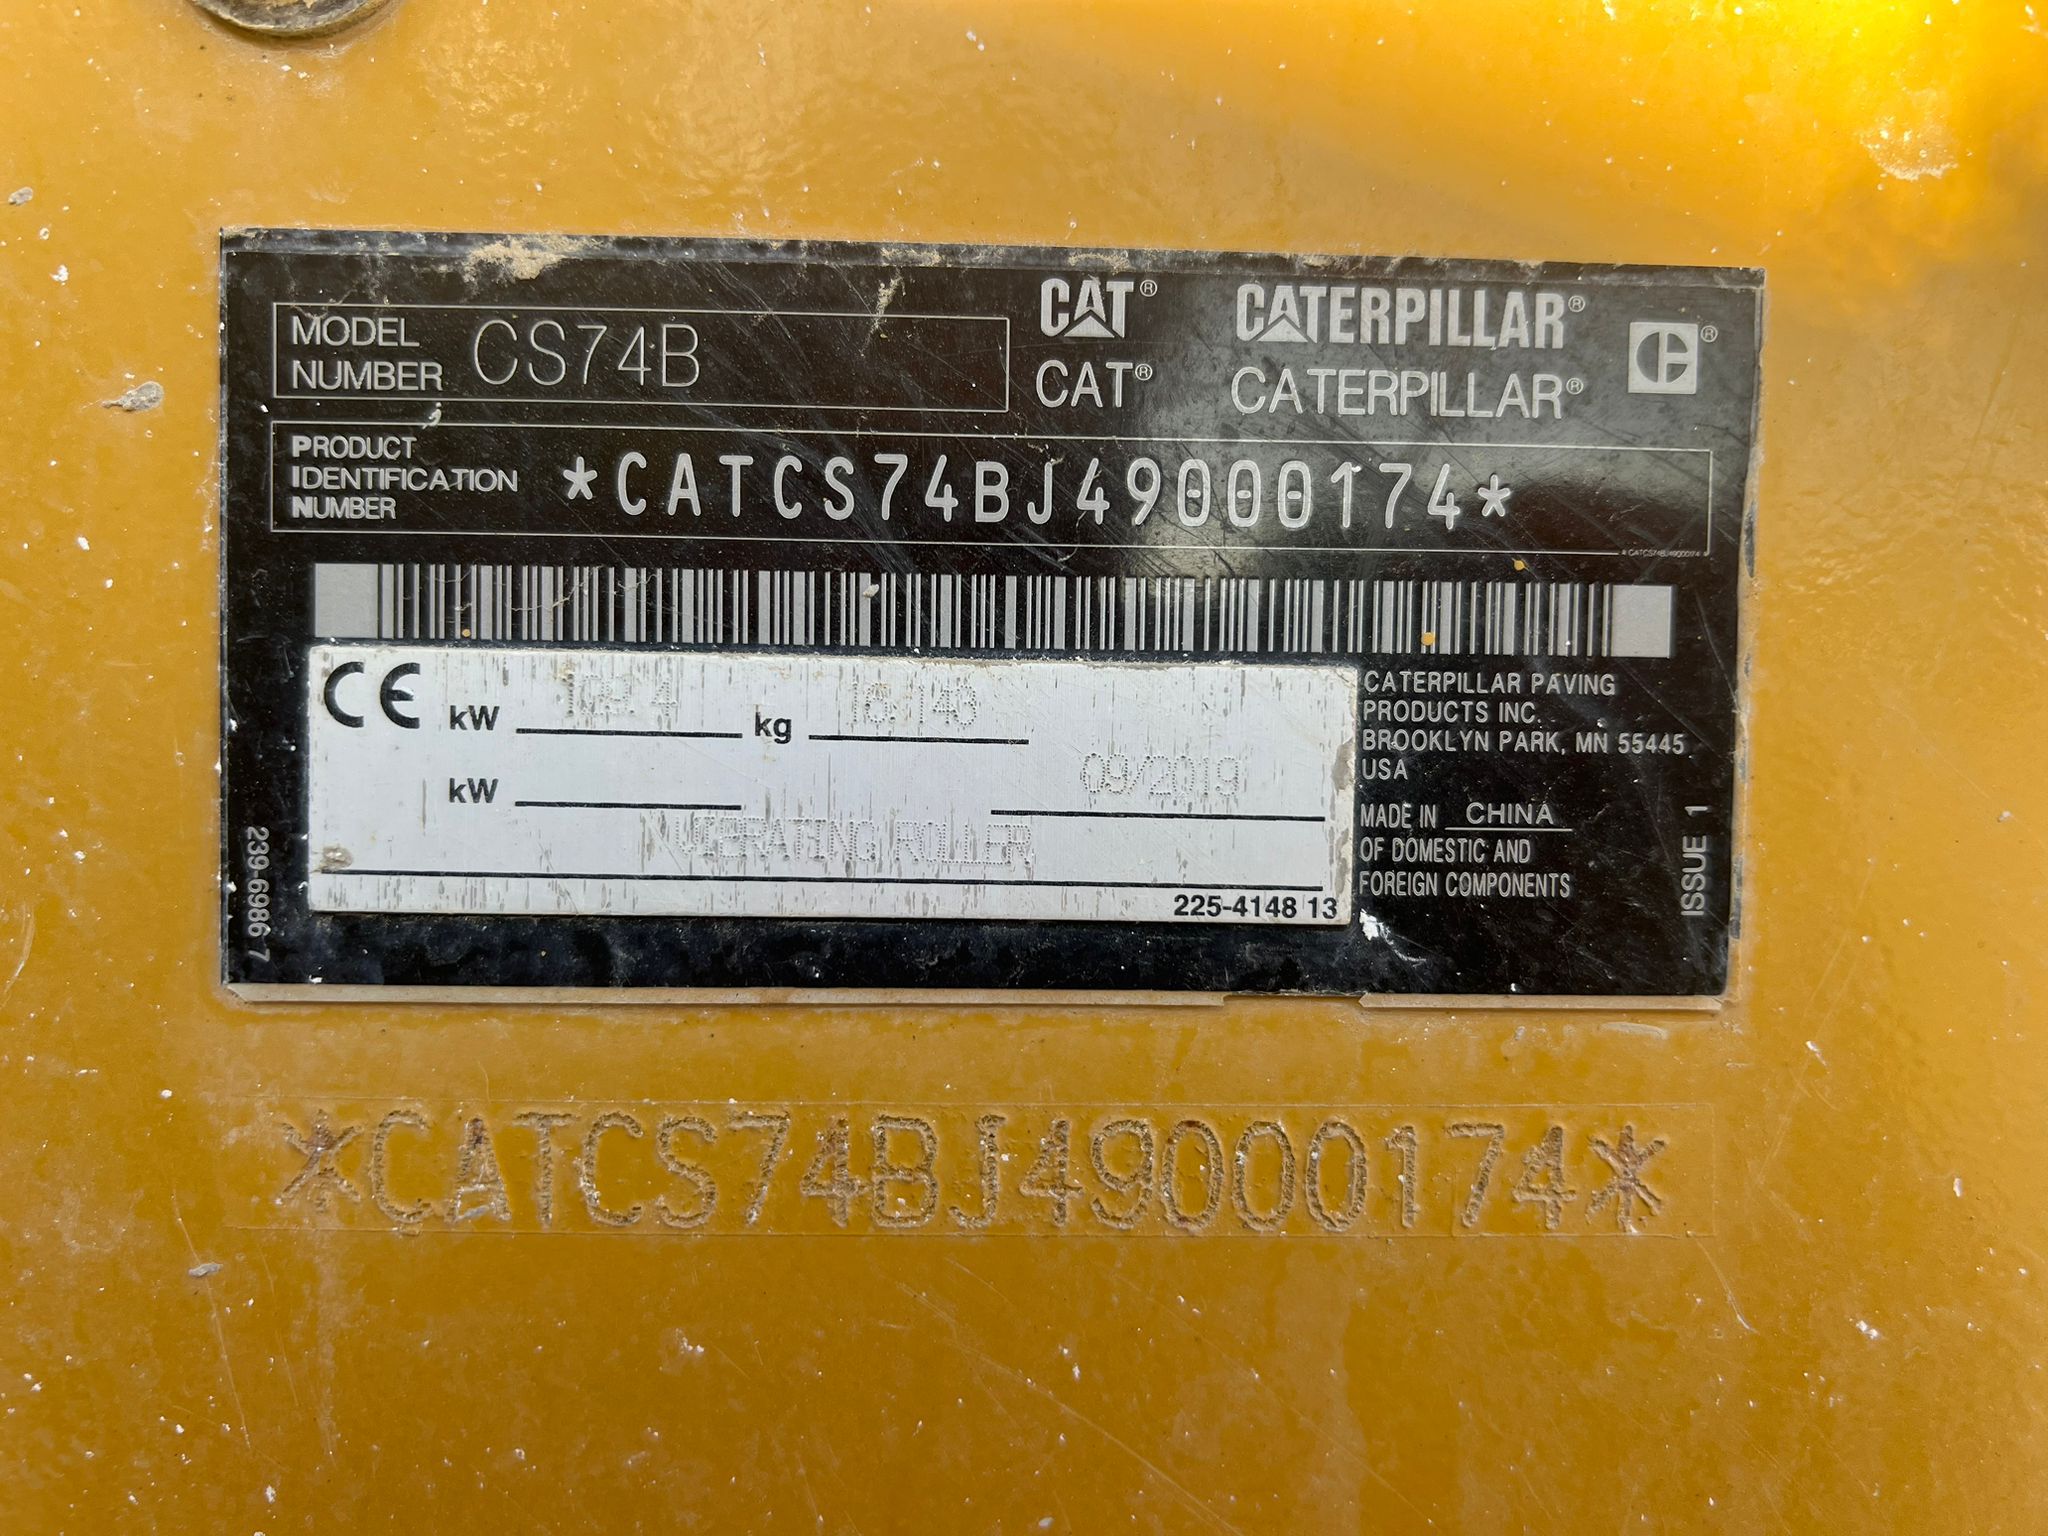 MODEL NUMBER CS74B
CAT® CATERPILLAR®
CAT® CATERPILLAR®
PRODUCT IDENTIFICATION NUMBER *CATCS74BJ49000174*
*CATCS74BJ49000174*
CE kW kg
kW 09/2019
VIBRATING ROLLER
225-4148 13
CATERPILLAR PAVING
PRODUCTS INC.
BROOKLYN PARK, MN 55445
USA
MADE IN CHINA
OF DOMESTIC AND
FOREIGN COMPONENTS
ISSUE 1
239-6986 7
*CATCS74BJ49000174*